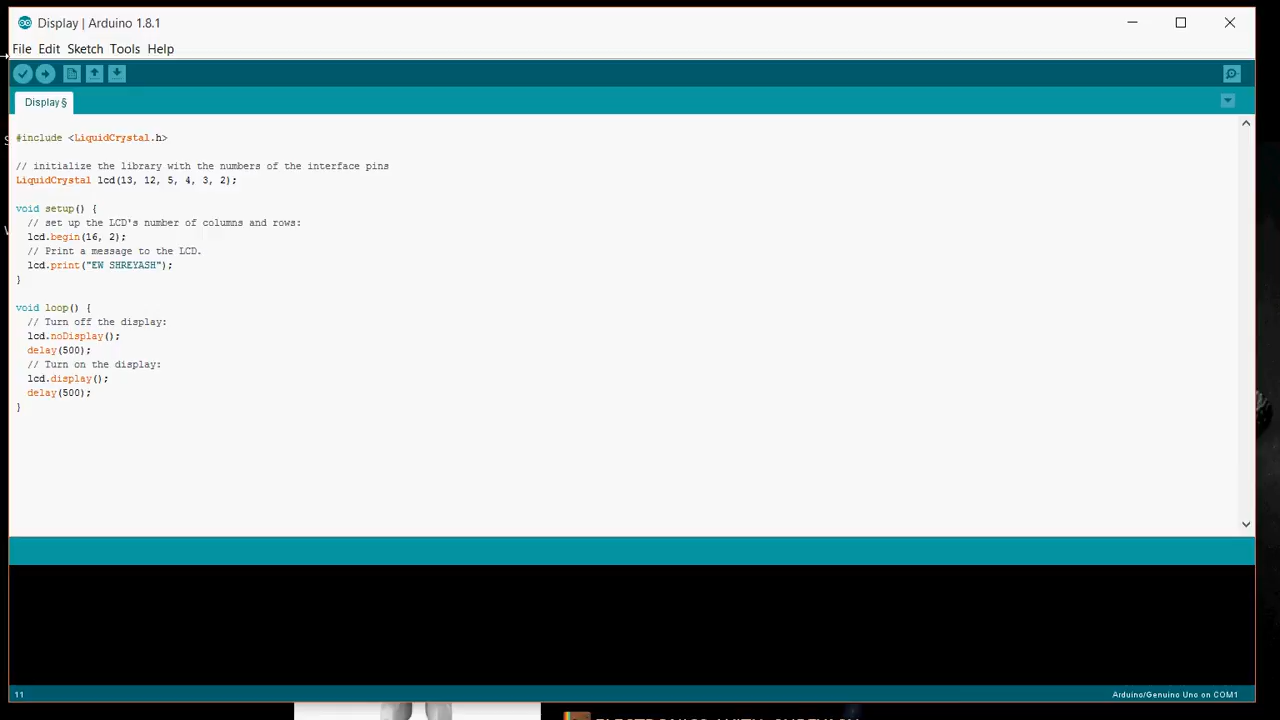 Display | Arduino 1.8.1
File Edit Sketch Tools Help
Display §
#include <LiquidCrystal.h>
// initialize the library with the numbers of the interface pins
LiquidCrystal lcd(13, 12, 5, 4, 3, 2);
void setup() {
// set up the LCD's number of columns and rows:
lcd.begin(16, 2);
// Print a message to the LCD.
lcd.print("EW SHREYASH");
}
void loop() {
// Turn off the display:
lcd.noDisplay();
delay(500);
// Turn on the display:
lcd.display();
delay(500);
}
11
Arduino/Genuino Uno on COM1
ELECTRONICS WITH SHREYASH